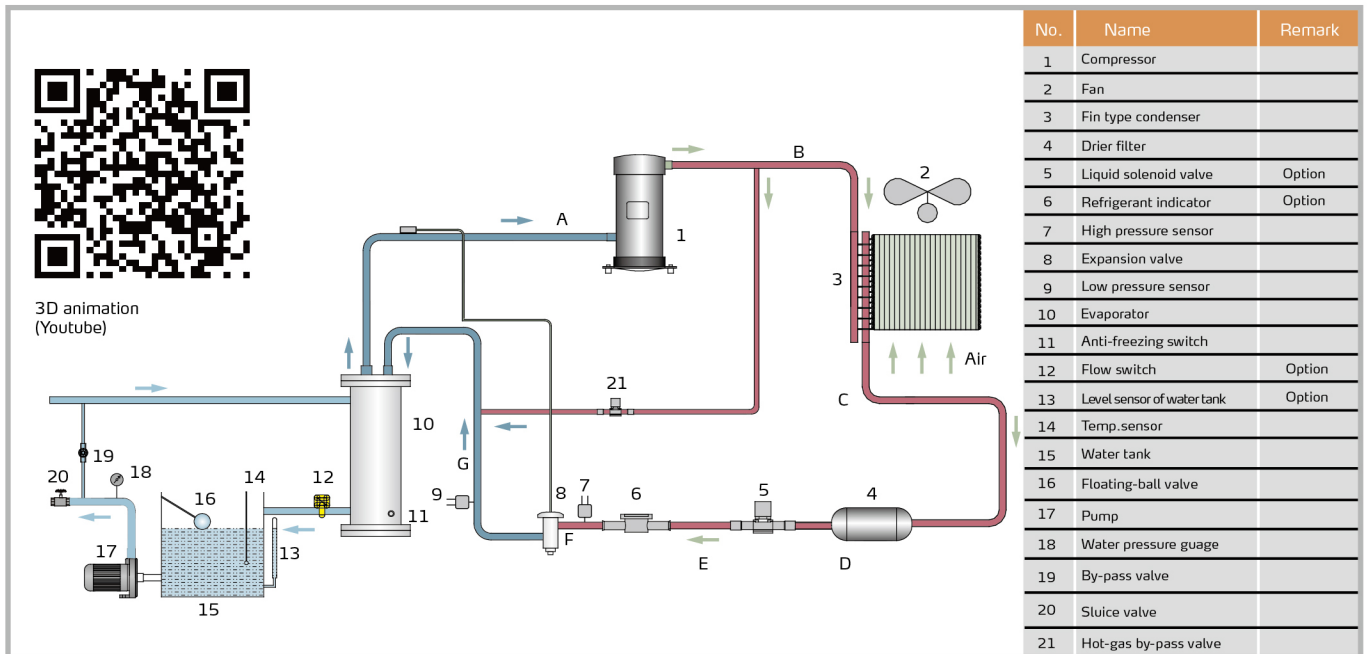 3D animation
(Youtube)
A
B
1
2
3
Air
C
21
10
G
19
20
18
16
14
12
9
11
8
7
6
5
4
F
E
D
17
13
15
No. Name Remark
1 Compressor
2 Fan
3 Fin type condenser
4 Drier filter
5 Liquid solenoid valve Option
6 Refrigerant indicator Option
7 High pressure sensor
8 Expansion valve
9 Low pressure sensor
10 Evaporator
11 Anti-freezing switch
12 Flow switch Option
13 Level sensor of water tank Option
14 Temp.sensor
15 Water tank
16 Floating-ball valve
17 Pump
18 Water pressure guage
19 By-pass valve
20 Sluice valve
21 Hot-gas by-pass valve